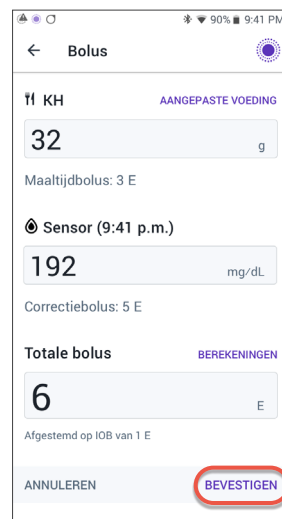 90% 9:41 PM
Bolus
KH AANGEPASTE VOEDING
32 g
Maaltijdbolus: 3 E
Sensor (9:41 p.m.)
192 mg/dL
Correctiebolus: 5 E
Totale bolus BEREKENINGEN
6 E
Afgestemd op IOB van 1 E
ANNULEREN BEVESTIGEN